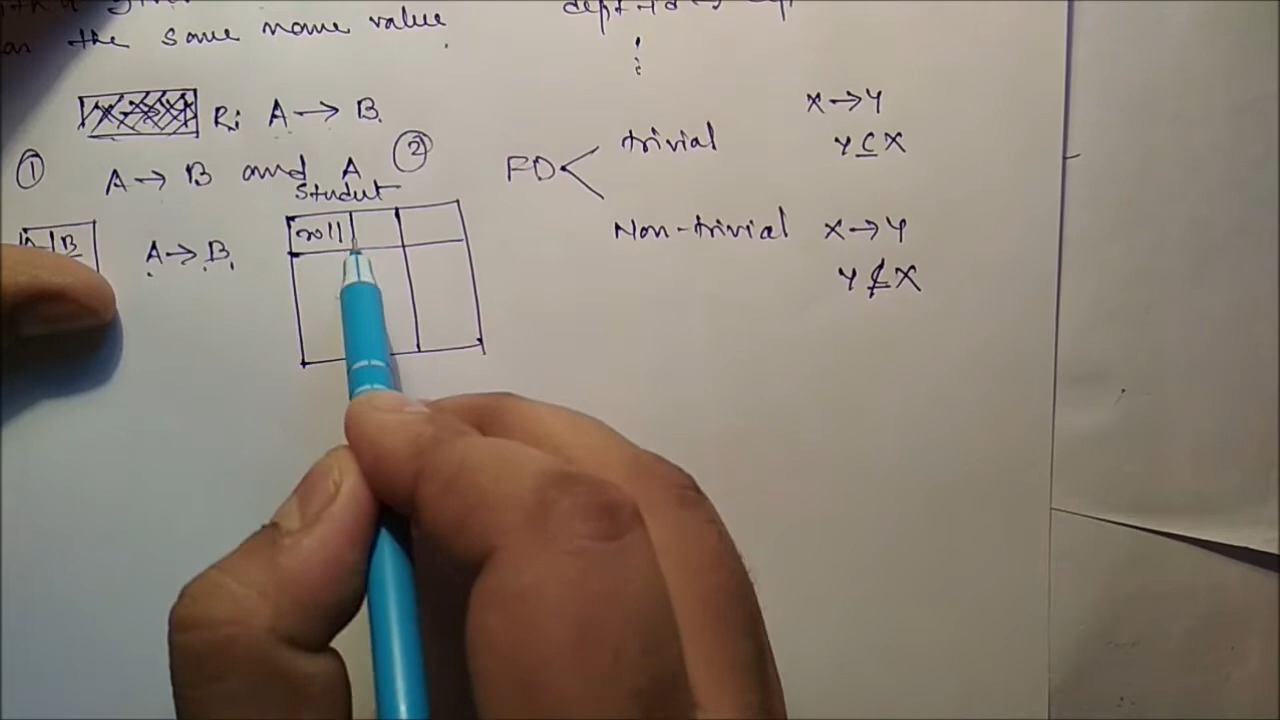 the same name value
R: A → B
① A → B and A
②
Student
roll
A → B
FD
trivial
X → Y
Y ⊆ X
Non-trivial X → Y
Y ⊈ X